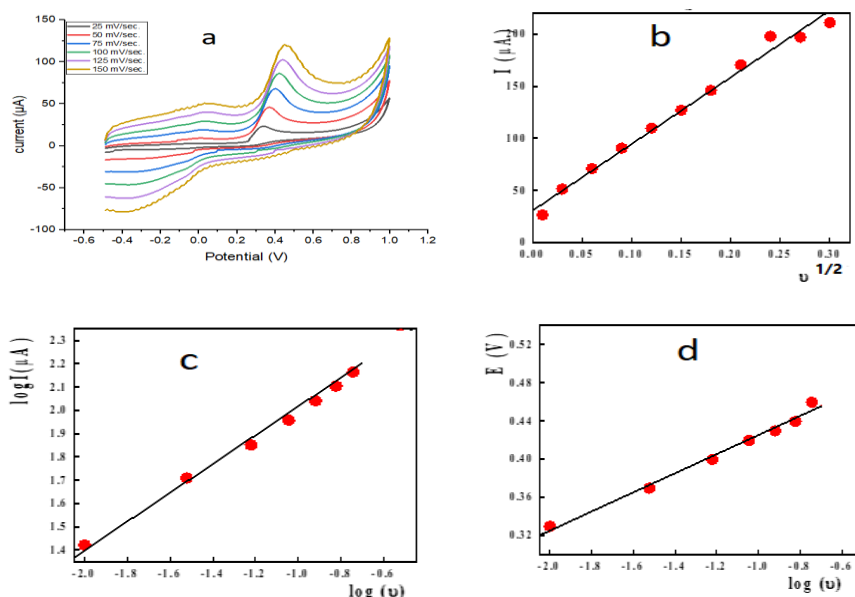 a
25 mV/sec.
50 mV/sec.
75 mV/sec.
100 mV/sec.
125 mV/sec.
150 mV/sec.
150
100
50
0
-50
-100
current (µA)
-0.6 -0.4 -0.2 0.0 0.2 0.4 0.6 0.8 1.0 1.2
Potential (V)
b
I (µA)
200
150
100
50
0
0.00 0.05 0.10 0.15 0.20 0.25 0.30
υ 1/2
c
logI(µA)
2.3
2.2
2.1
2.0
1.9
1.8
1.7
1.6
1.5
1.4
-2.0 -1.8 -1.6 -1.4 -1.2 -1.0 -0.8 -0.6
log (υ)
d
E (V)
0.52
0.48
0.44
0.40
0.36
0.32
-2.0 -1.8 -1.6 -1.4 -1.2 -1.0 -0.8 -0.6
log (υ)